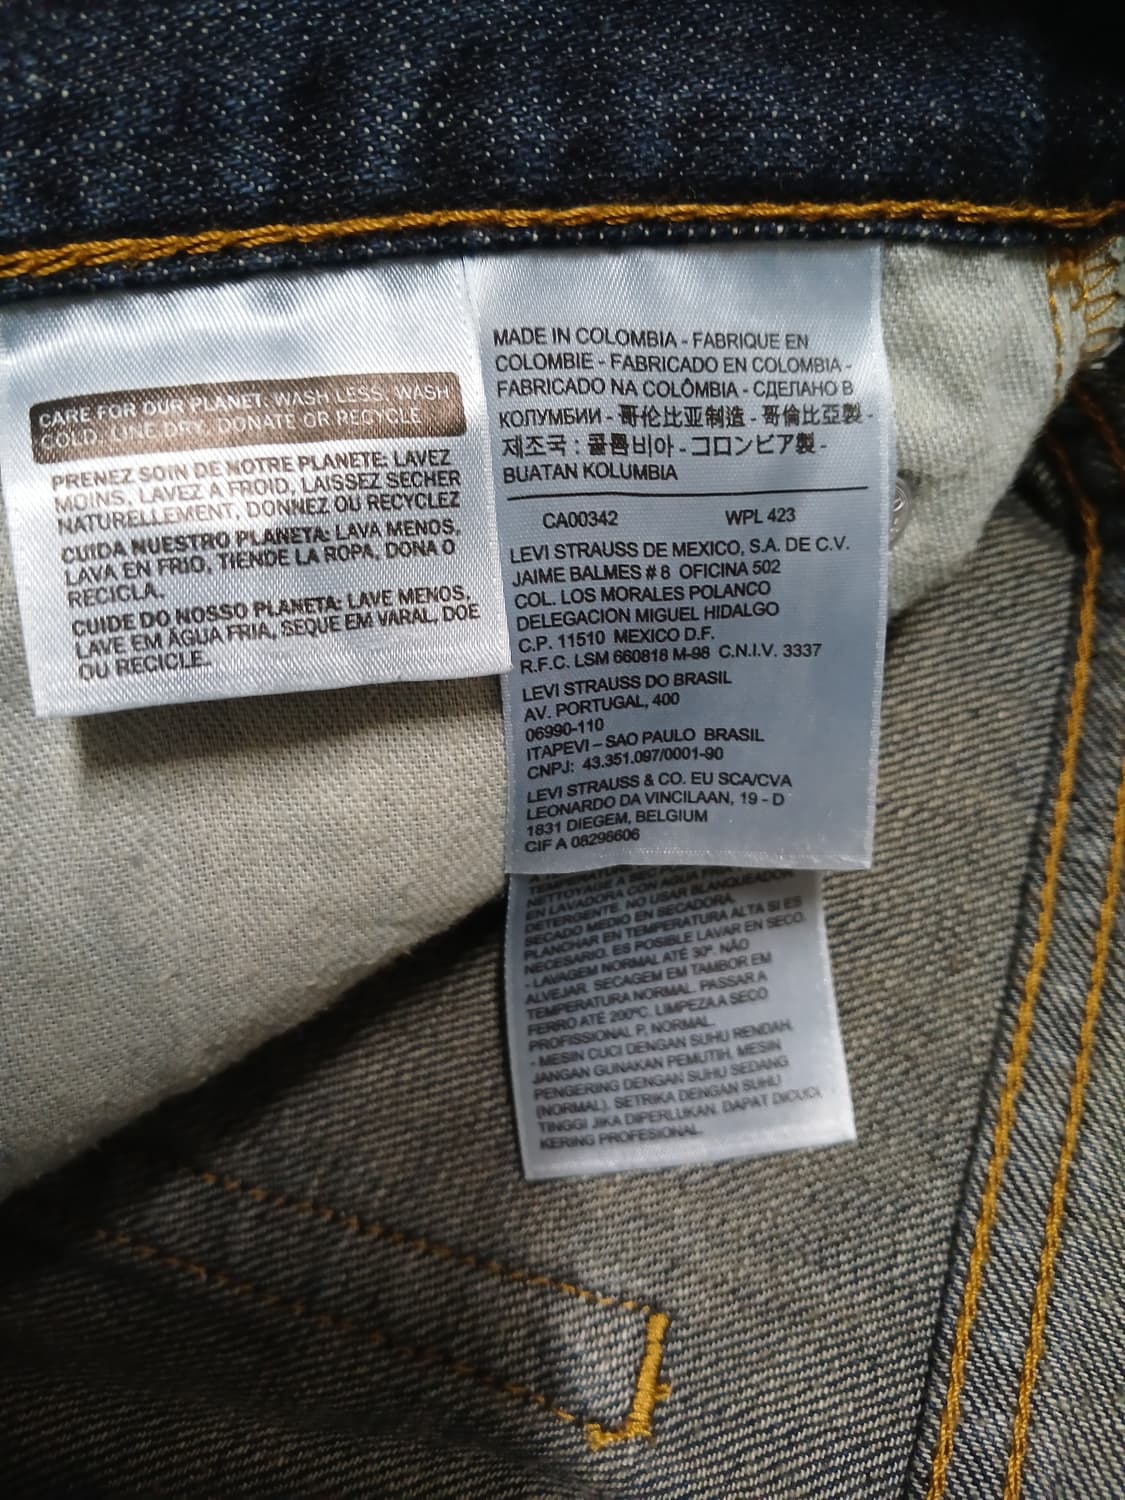 CARE FOR OUR PLANET. WASH LESS, WASH
COLD, LINE DRY, DONATE OR RECYCLE
PRENEZ SOIN DE NOTRE PLANETE: LAVEZ
MOINS, LAVEZ A FROID, LAISSEZ SECHER
NATURELLEMENT, DONNEZ OU RECYCLEZ
CUIDA NUESTRO PLANETA: LAVA MENOS,
LAVA EN FRIO, TIENDE LA ROPA, DONA O
RECICLA.
CUIDE DO NOSSO PLANETA: LAVE MENOS,
LAVE EM ÁGUA FRIA, SEQUE EM VARAL, DOE
OU RECICLE.
MADE IN COLOMBIA - FABRIQUE EN
COLOMBIE - FABRICADO EN COLOMBIA -
FABRICADO NA COLÔMBIA - СДЕЛАНО В
КОЛУМБИИ - 哥伦比亚制造 - 哥倫比亞製 -
제조국 : 콜롬비아 - コロンビア製 -
BUATAN KOLUMBIA
CA00342 WPL 423
LEVI STRAUSS DE MEXICO, S.A. DE C.V.
JAIME BALMES # 8 OFICINA 502
COL. LOS MORALES POLANCO
DELEGACION MIGUEL HIDALGO
C.P. 11510 MEXICO D.F.
R.F.C. LSM 660818 M-98 C.N.I.V. 3337
LEVI STRAUSS DO BRASIL
AV. PORTUGAL, 400
06990-110
ITAPEVI – SAO PAULO BRASIL
CNPJ: 43.351.097/0001-90
LEVI STRAUSS & CO. EU SCA/CVA
LEONARDO DA VINCILAAN, 19 - D
1831 DIEGEM, BELGIUM
CIF A 08298606
NETTOYAGE A SEC
EN LAVADORA CON AGUA FRIA
DETERGENTE. NO USAR BLANQUEADOR
SECADO MEDIO EN SECADORA.
PLANCHAR EN TEMPERATURA ALTA SI ES
NECESARIO. ES POSIBLE LAVAR EN SECO.
- LAVAGEM NORMAL ATÉ 30°. NÃO
ALVEJAR. SECAGEM EM TAMBOR EM
TEMPERATURA NORMAL. PASSAR A
FERRO ATÉ 200°C. LIMPEZA A SECO
PROFISSIONAL P, NORMAL.
- MESIN CUCI DENGAN SUHU RENDAH.
JANGAN GUNAKAN PEMUTIH. MESIN
PENGERING DENGAN SUHU SEDANG
(NORMAL). SETRIKA DENGAN SUHU
TINGGI JIKA DIPERLUKAN. DAPAT DICUCI
KERING PROFESIONAL.